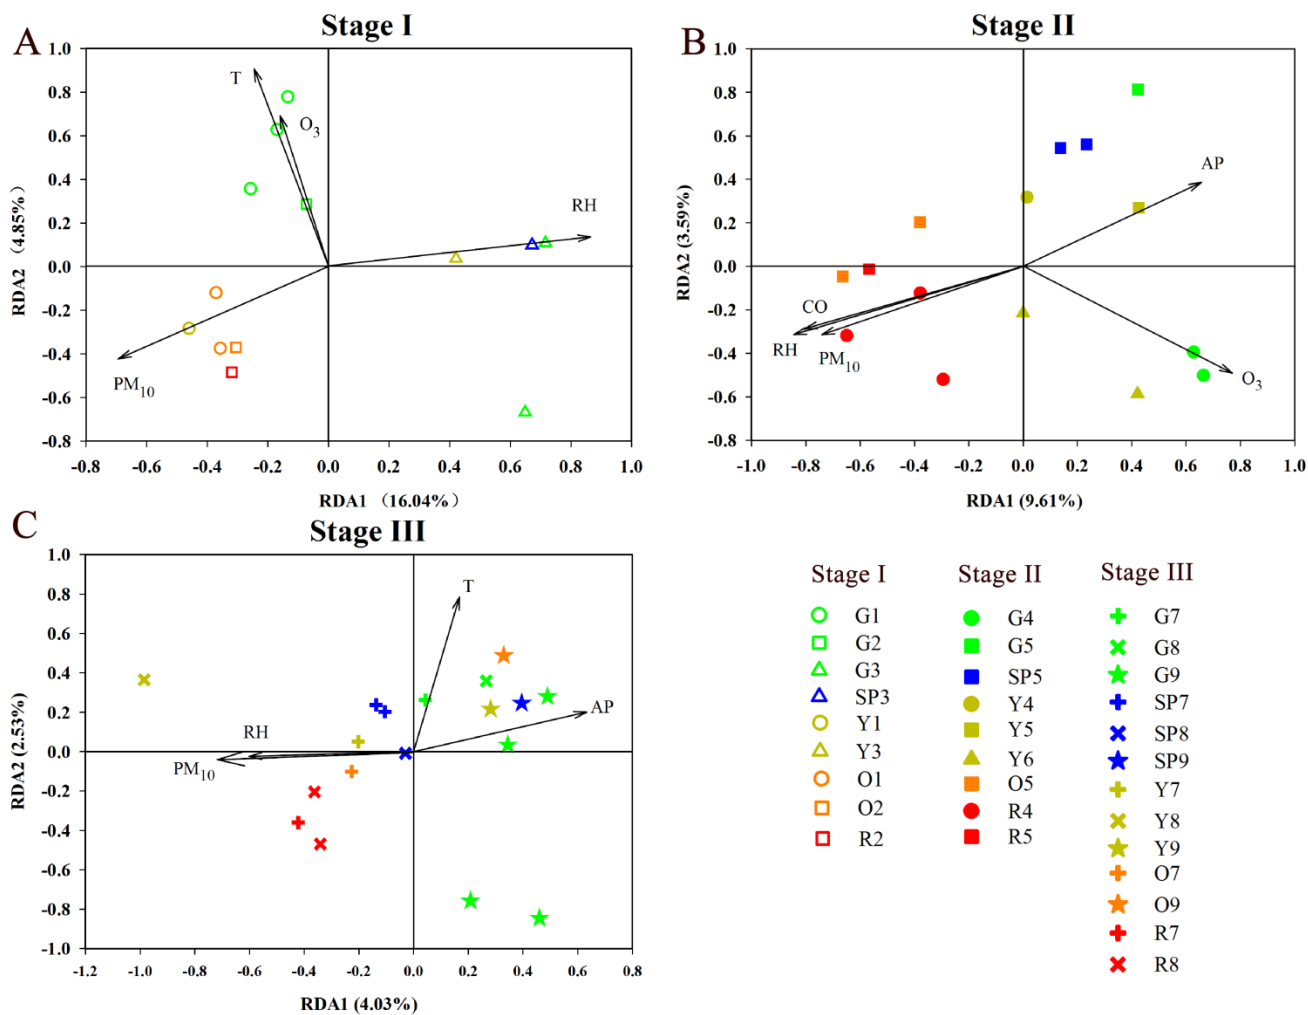 A
Stage I
1.0
0.8
0.6
0.4
0.2
0.0
-0.2
-0.4
-0.6
-0.8
RDA2 （4.85%）
T
O3
RH
PM10
-0.8 -0.6 -0.4 -0.2 0.0 0.2 0.4 0.6 0.8 1.0
RDA1 （16.04%）
B
Stage II
1.0
0.8
0.6
0.4
0.2
0.0
-0.2
-0.4
-0.6
-0.8
RDA2 (3.59%)
AP
CO
RH
PM10
O3
-1.0 -0.8 -0.6 -0.4 -0.2 0.0 0.2 0.4 0.6 0.8 1.0
RDA1 (9.61%)
C
Stage III
1.0
0.8
0.6
0.4
0.2
0.0
-0.2
-0.4
-0.6
-0.8
-1.0
RDA2 (2.53%)
T
AP
RH
PM10
-1.2 -1.0 -0.8 -0.6 -0.4 -0.2 0.0 0.2 0.4 0.6 0.8
RDA1 (4.03%)
Stage I
G1
G2
G3
SP3
Y1
Y3
O1
O2
R2
Stage II
G4
G5
SP5
Y4
Y5
Y6
O5
R4
R5
Stage III
G7
G8
G9
SP7
SP8
SP9
Y7
Y8
Y9
O7
O9
R7
R8